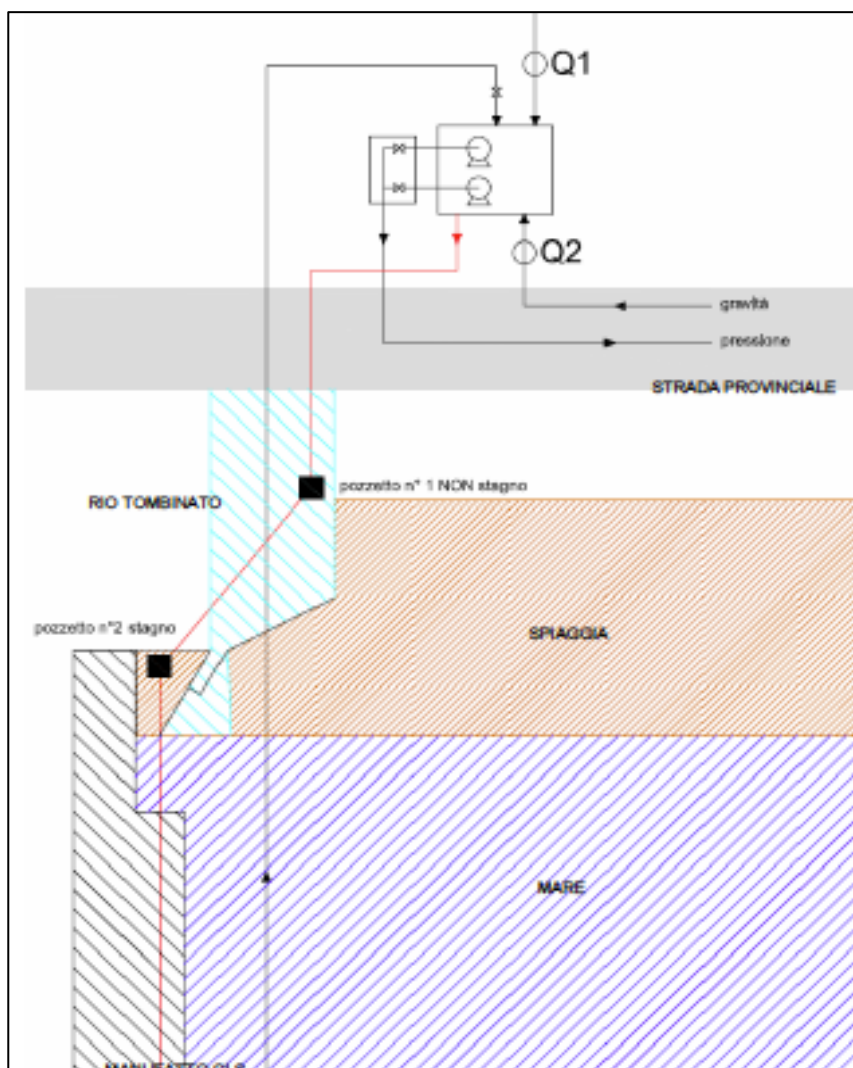 Q1
Q2
gravità
pressione
STRADA PROVINCIALE
pozzetto n° 1 NON stagno
RIO TOMBINATO
pozzetto n°2 stagno
SPIAGGIA
MARE